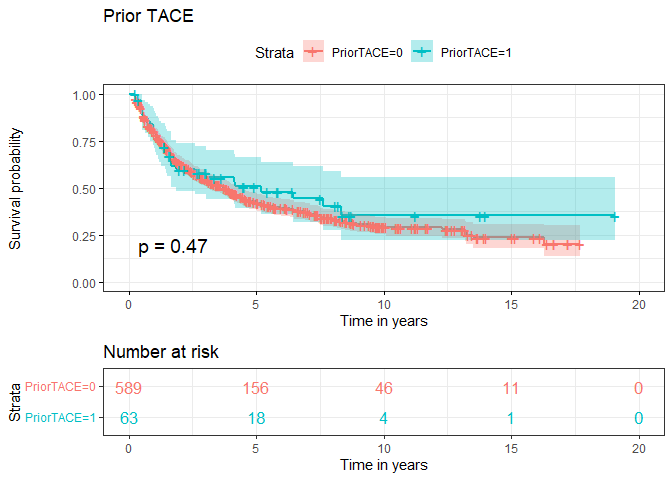 Prior TACE
Strata PriorTACE=0 PriorTACE=1
Survival probability
1.00
0.75
0.50
0.25
0.00
p = 0.47
0 5 10 15 20
Time in years
Number at risk
Strata
PriorTACE=0 589 156 46 11 0
PriorTACE=1 63 18 4 1 0
0 5 10 15 20
Time in years